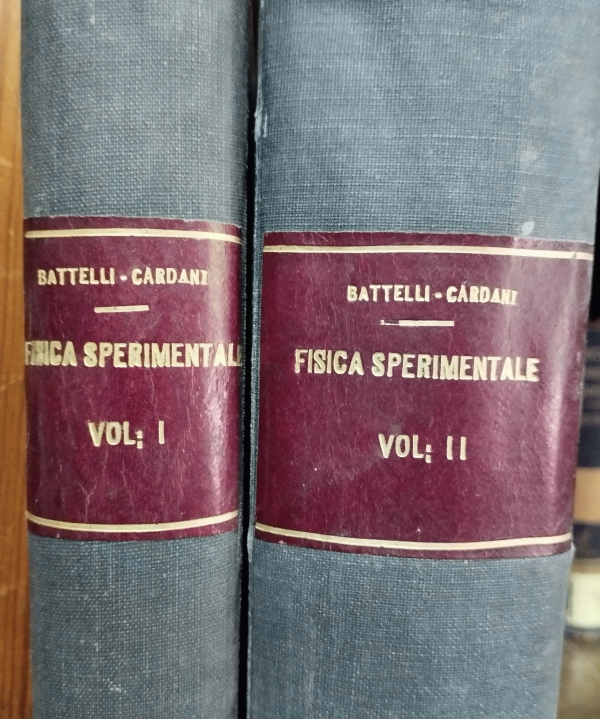 BATTELLI-CARDANI
FISICA SPERIMENTALE
VOL: I
BATTELLI-CARDANI
FISICA SPERIMENTALE
VOL: II